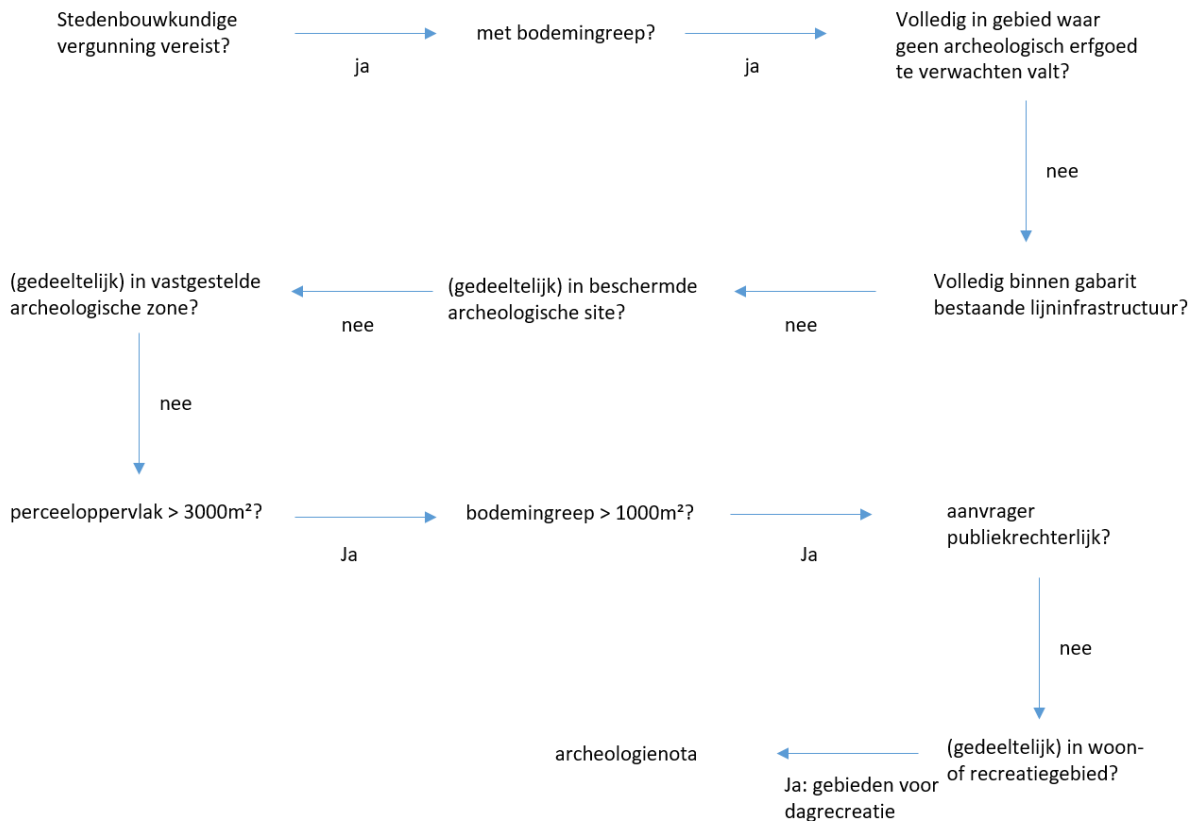 Stedenbouwkundige
vergunning vereist?
ja
met bodemingreep?
ja
Volledig in gebied waar
geen archeologisch erfgoed
te verwachten valt?
nee
Volledig binnen gabarit
bestaande lijninfrastructuur?
nee
(gedeeltelijk) in beschermde
archeologische site?
nee
(gedeeltelijk) in vastgestelde
archeologische zone?
nee
perceeloppervlak > 3000m²?
Ja
bodemingreep > 1000m²?
Ja
aanvrager
publiekrechterlijk?
nee
(gedeeltelijk) in woon-
of recreatiegebied?
Ja: gebieden voor
dagrecreatie
archeologienota